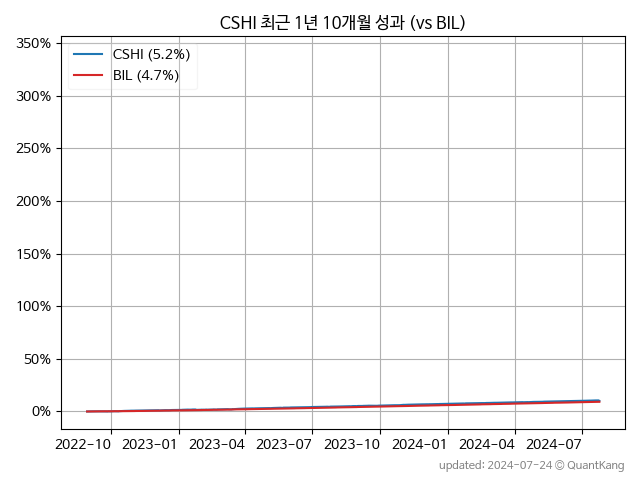 CSHI 최근 1년 10개월 성과 (vs BIL)
350%
CSHI (5.2%)
BIL (4.7%)
300%
250%
200%
150%
100%
50%
0%
2022-10 2023-01 2023-04 2023-07 2023-10 2024-01 2024-04 2024-07
updated: 2024-07-24 © QuantKang